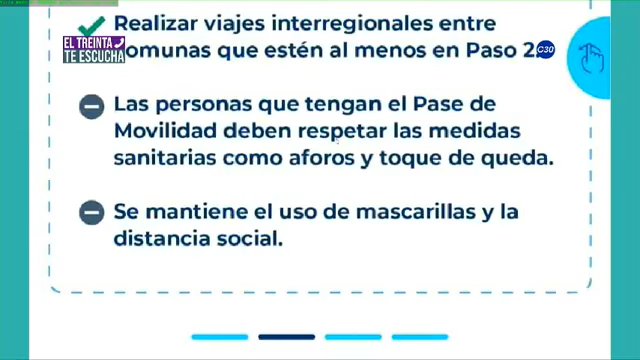 Realizar viajes interregionales entre
comunas que estén al menos en Paso 2.
EL TREINTA
TE ESCUCHA
C30
Las personas que tengan el Pase de
Movilidad deben respetar las medidas
sanitarias como aforos y toque de queda.
Se mantiene el uso de mascarillas y la
distancia social.